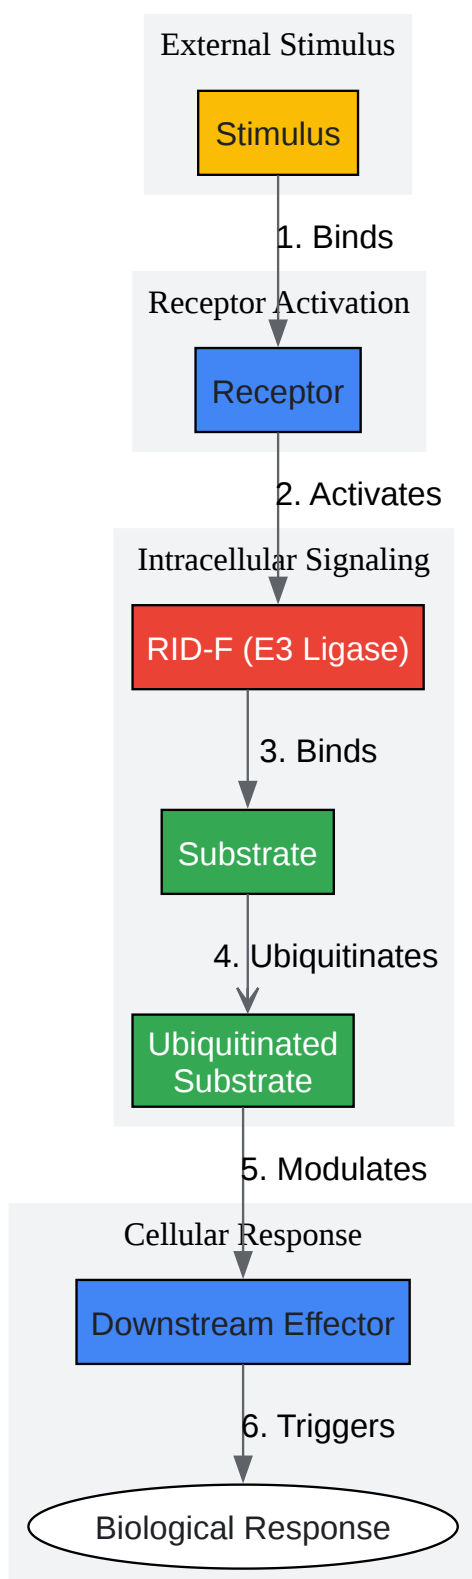 External Stimulus
Stimulus
1. Binds
Receptor Activation
Receptor
2. Activates
Intracellular Signaling
RID-F (E3 Ligase)
3. Binds
Substrate
4. Ubiquitinates
Ubiquitinated
Substrate
5. Modulates
Cellular Response
Downstream Effector
6. Triggers
Biological Response